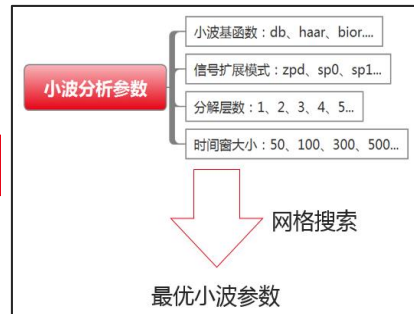 小波分析参数
小波基函数：db、haar、bior....
信号扩展模式：zpd、sp0、sp1...
分解层数：1、2、3、4、5...
时间窗大小：50、100、300、500...
网格搜索
最优小波参数